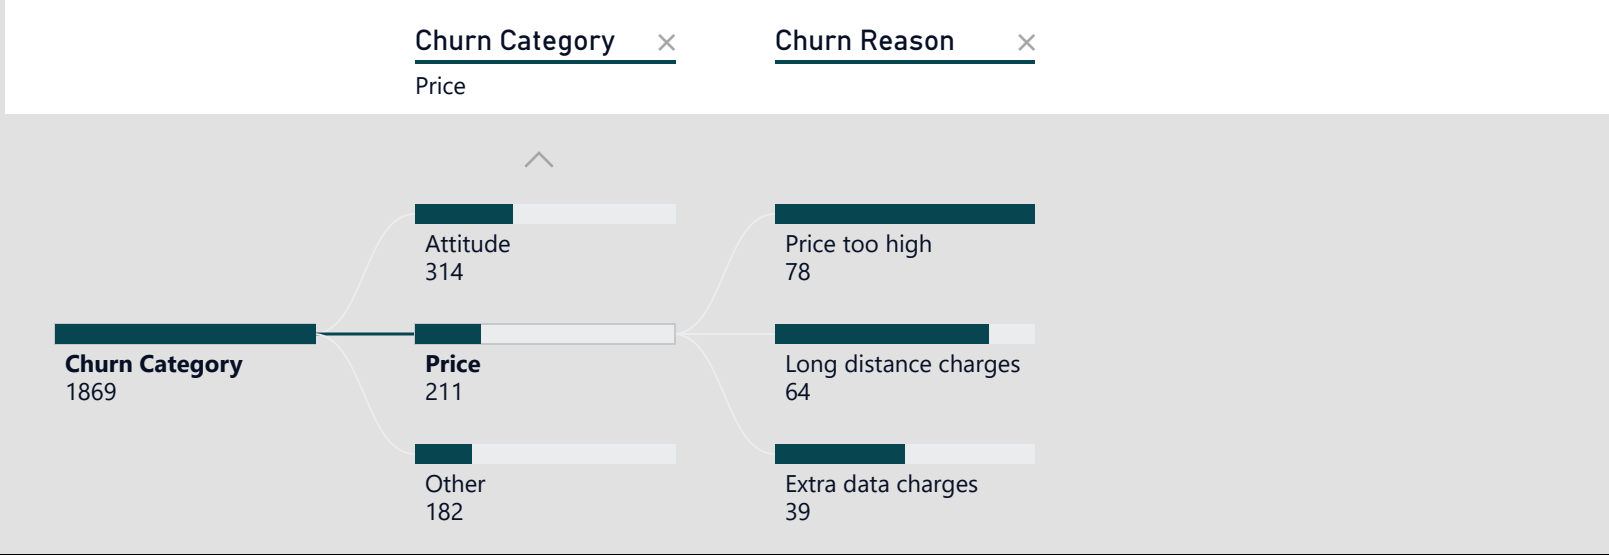 Churn Category
Churn Reason
Price
Attitude
314
Price too high
78
Churn Category
1869
Price
211
Long distance charges
64
Other
182
Extra data charges
39